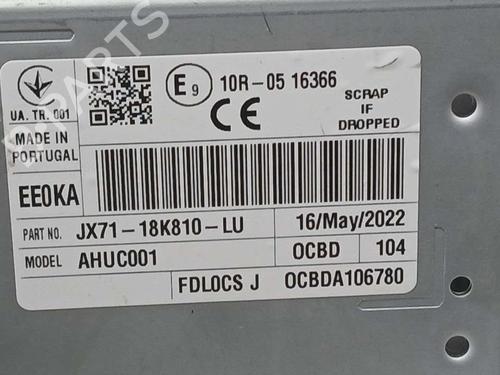 UA. TR. 001
E9
10R-05 16366
CE
SCRAP
IF
DROPPED
MADE IN
PORTUGAL
EE0KA
PART NO. JX71-18K810-LU 16/May/2022
MODEL AHUC001 OCBD 104
FDLOCS J OCBDA106780